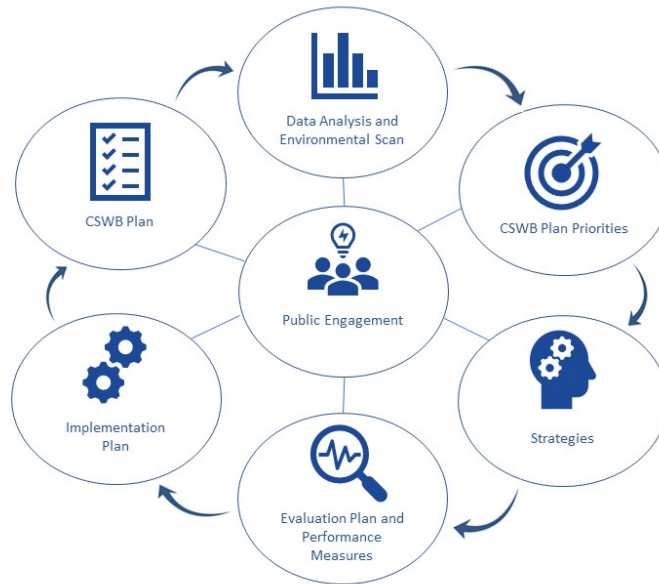 Data Analysis and
Environmental Scan
CSWB Plan
CSWB Plan Priorities
Public Engagement
Implementation
Plan
Strategies
Evaluation Plan and
Performance
Measures